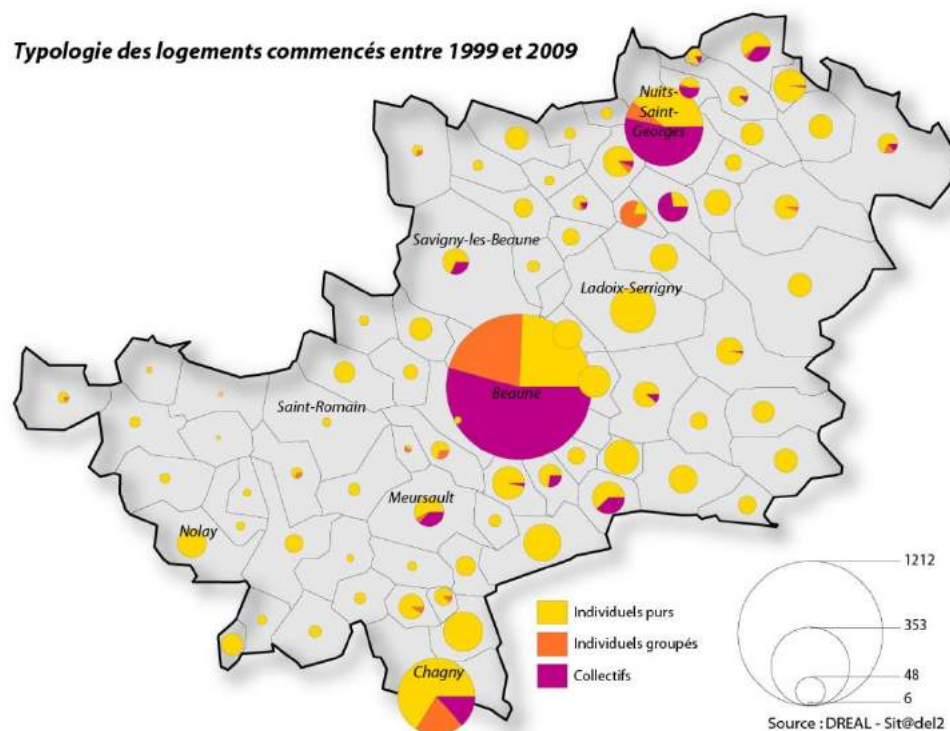 Typologie des logements commencés entre 1999 et 2009
Nuits-
Saint-
Georges
Savigny-les-Beaune
Ladoix-Serrigny
Beaune
Saint-Romain
Meursault
Nolay
Chagny
Individuels purs
Individuels groupés
Collectifs
1212
353
48
6
Source : DREAL - Sit@del2